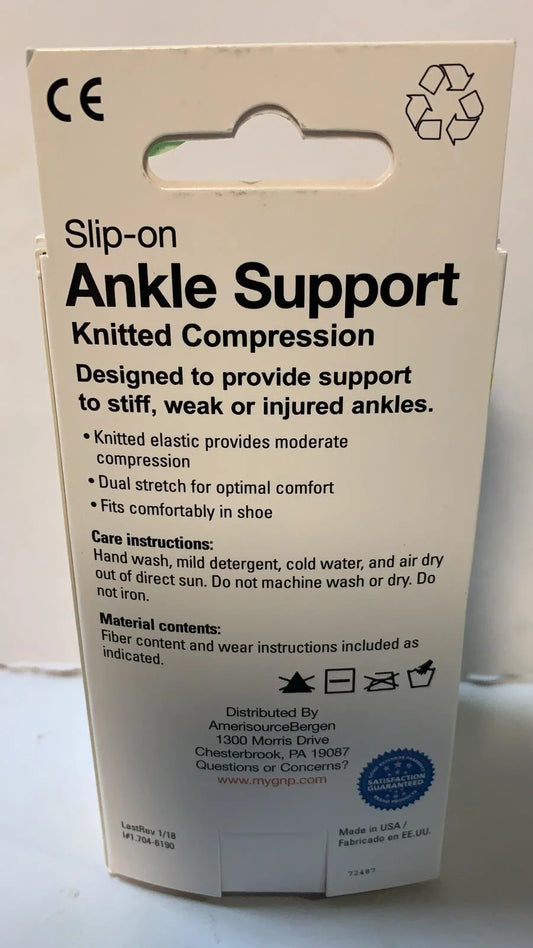 CE
Slip-on
Ankle Support
Knitted Compression
Designed to provide support
to stiff, weak or injured ankles.
• Knitted elastic provides moderate
compression
• Dual stretch for optimal comfort
• Fits comfortably in shoe
Care instructions:
Hand wash, mild detergent, cold water, and air dry
out of direct sun. Do not machine wash or dry. Do
not iron.
Material contents:
Fiber content and wear instructions included as
indicated.
Distributed By
AmerisourceBergen
1300 Morris Drive
Chesterbrook, PA 19087
Questions or Concerns?
www.mygnp.com
SATISFACTION
GUARANTEED
LastRev 1/18
I#1.704-6190
Made in USA /
Fabricado en EE.UU.
72487